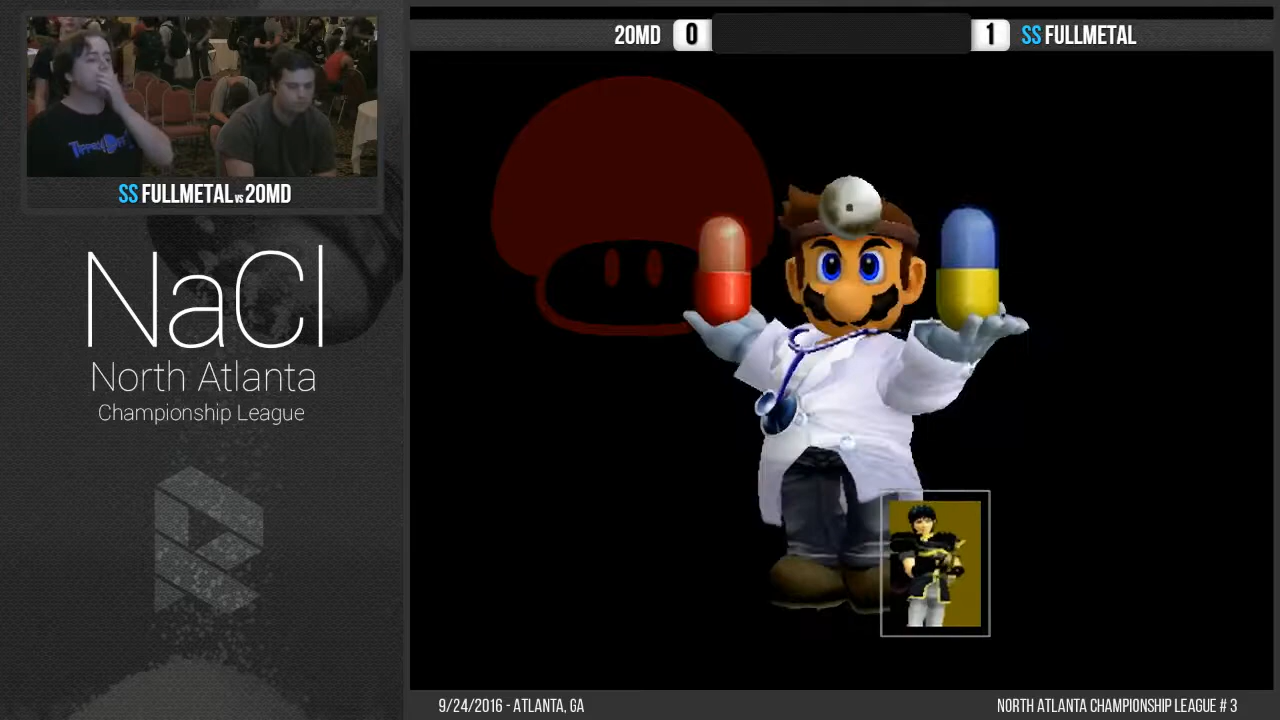 20MD 0 1 SS FULLMETAL
SS FULLMETAL vs 20MD
NaCl
North Atlanta
Championship League
9/24/2016 - ATLANTA, GA
NORTH ATLANTA CHAMPIONSHIP LEAGUE # 3